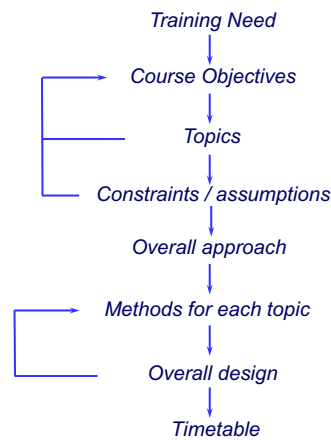 Training Need
Course Objectives
Topics
Constraints / assumptions
Overall approach
Methods for each topic
Overall design
Timetable